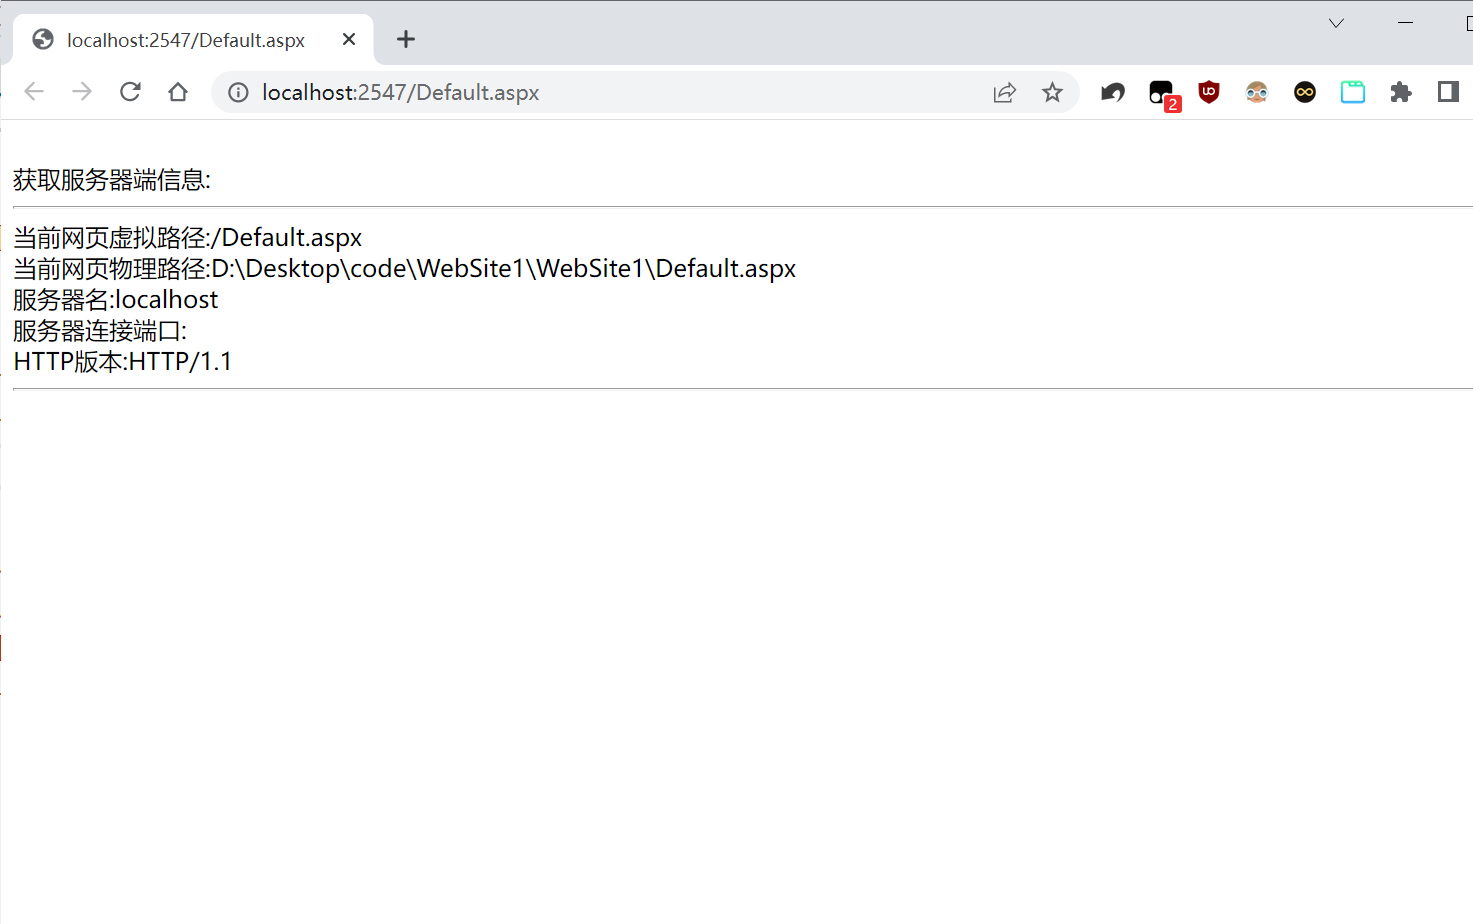 localhost:2547/Default.aspx
localhost:2547/Default.aspx
2
获取服务器端信息:
当前网页虚拟路径:/Default.aspx
当前网页物理路径:D:\Desktop\code\WebSite1\WebSite1\Default.aspx
服务器名:localhost
服务器连接端口:
HTTP版本:HTTP/1.1